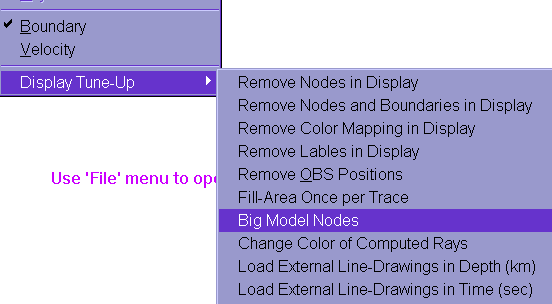 Boundary
Velocity
Display Tune-Up
Remove Nodes in Display
Remove Nodes and Boundaries in Display
Remove Color Mapping in Display
Remove Lables in Display
Remove OBS Positions
Fill-Area Once per Trace
Big Model Nodes
Change Color of Computed Rays
Load External Line-Drawings in Depth (km)
Load External Line-Drawings in Time (sec)
Use 'File' menu to